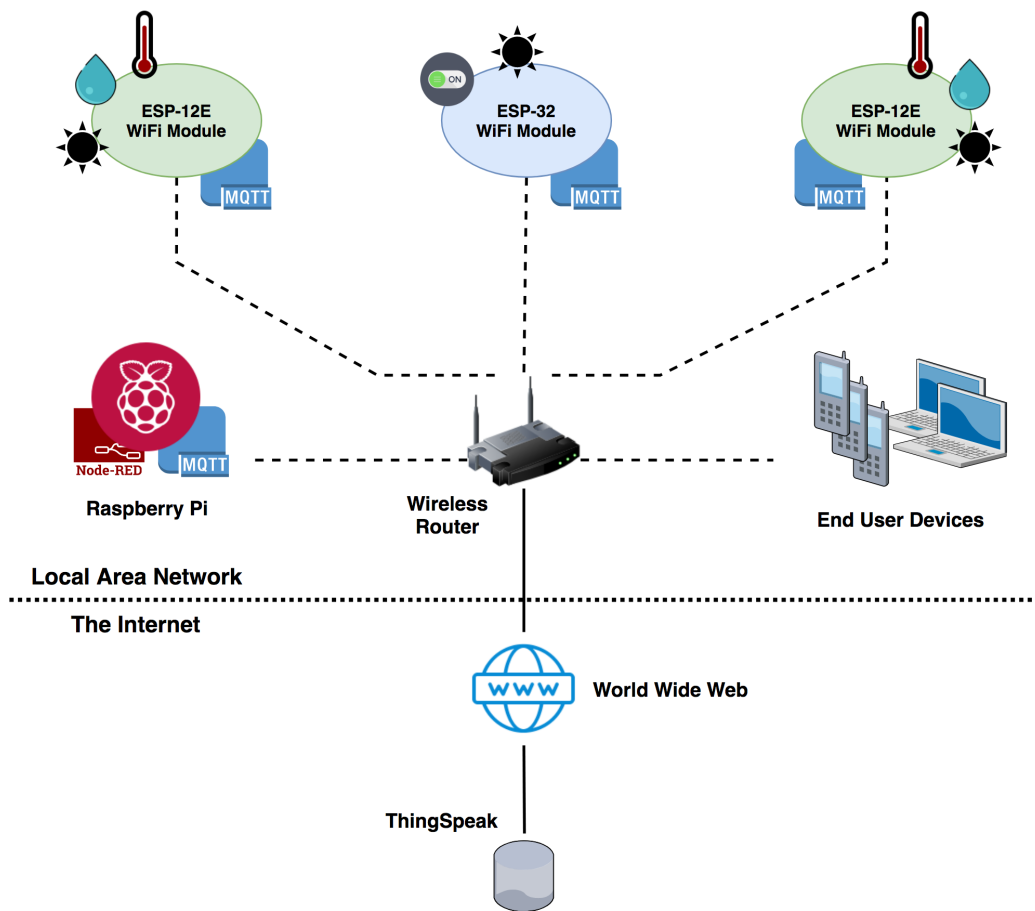 ESP-12E
WiFi Module
MQTT
ON
ESP-32
WiFi Module
MQTT
ESP-12E
WiFi Module
MQTT
Node-RED
MQTT
Raspberry Pi
Wireless
Router
End User Devices
Local Area Network
The Internet
WWW
World Wide Web
ThingSpeak